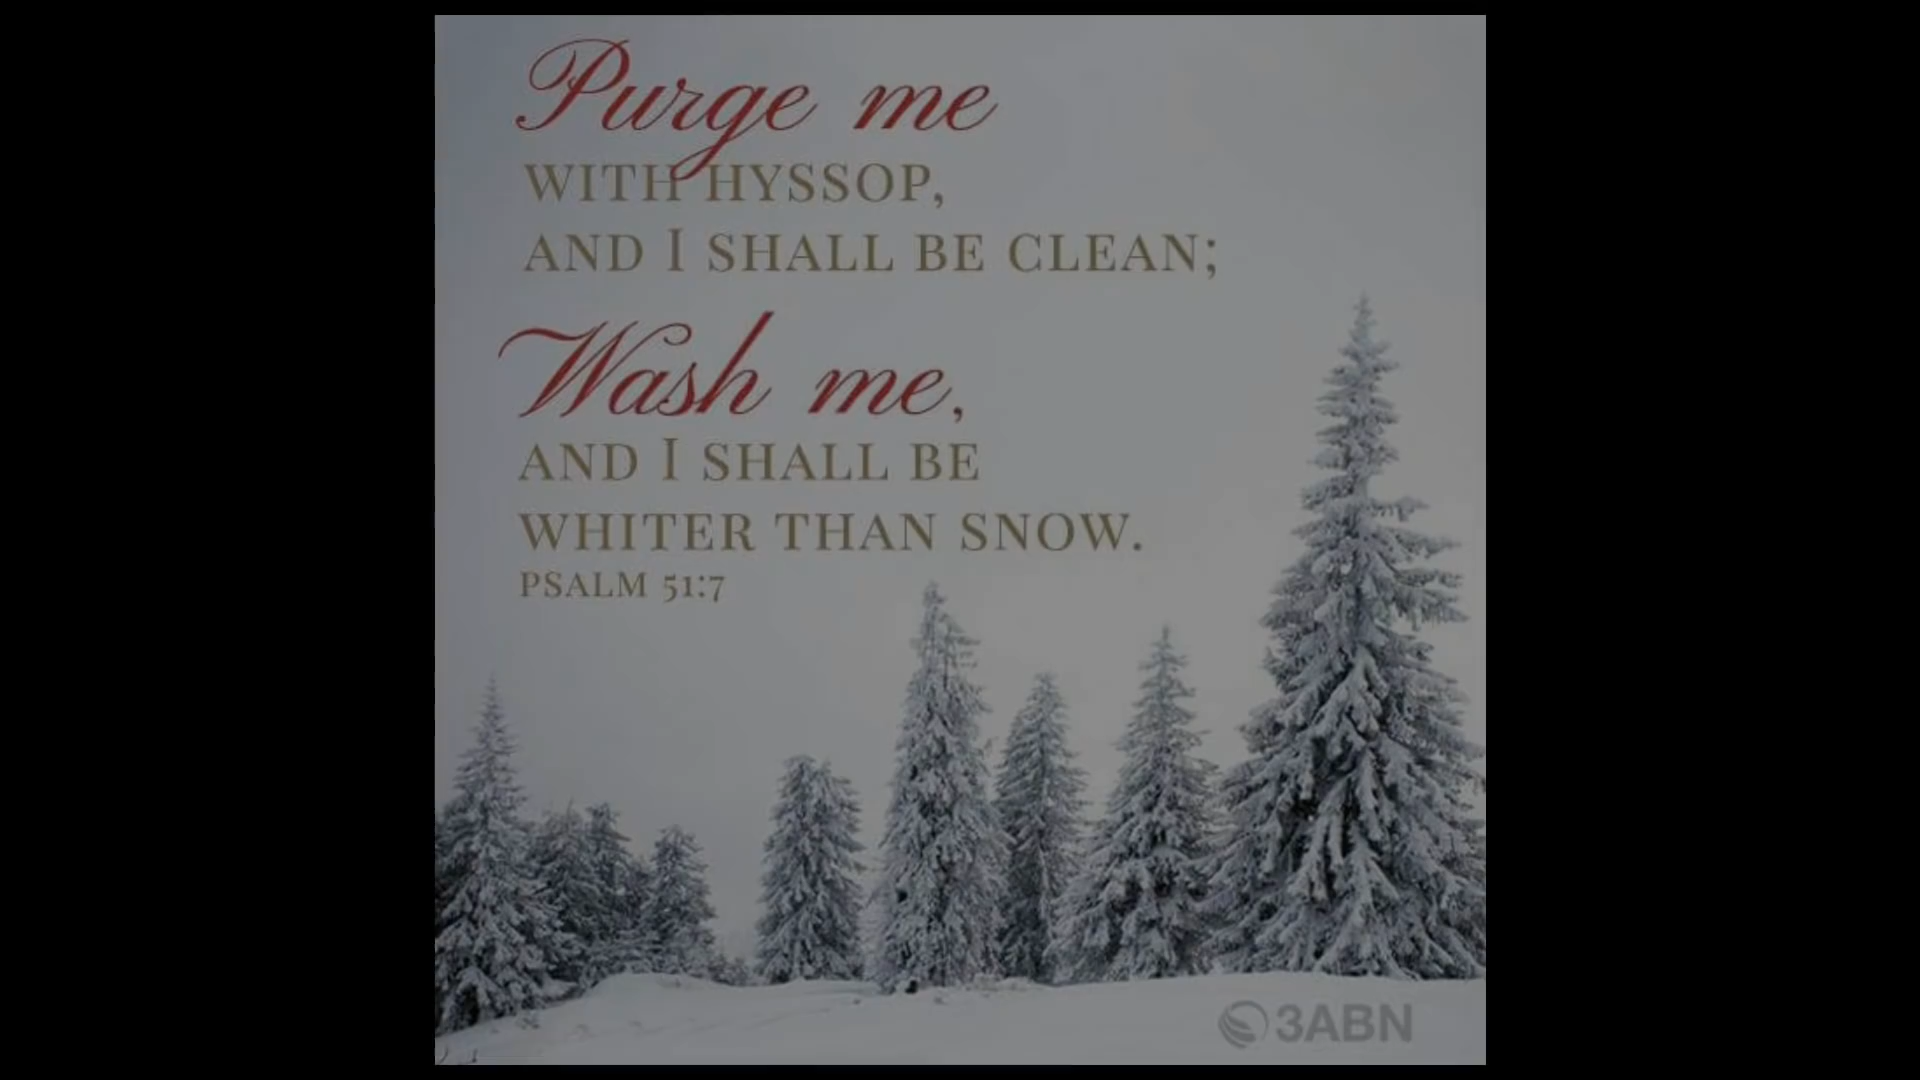 Purge me
WITH HYSSOP,
AND I SHALL BE CLEAN;
Wash me,
AND I SHALL BE
WHITER THAN SNOW.
PSALM 51:7
3ABN